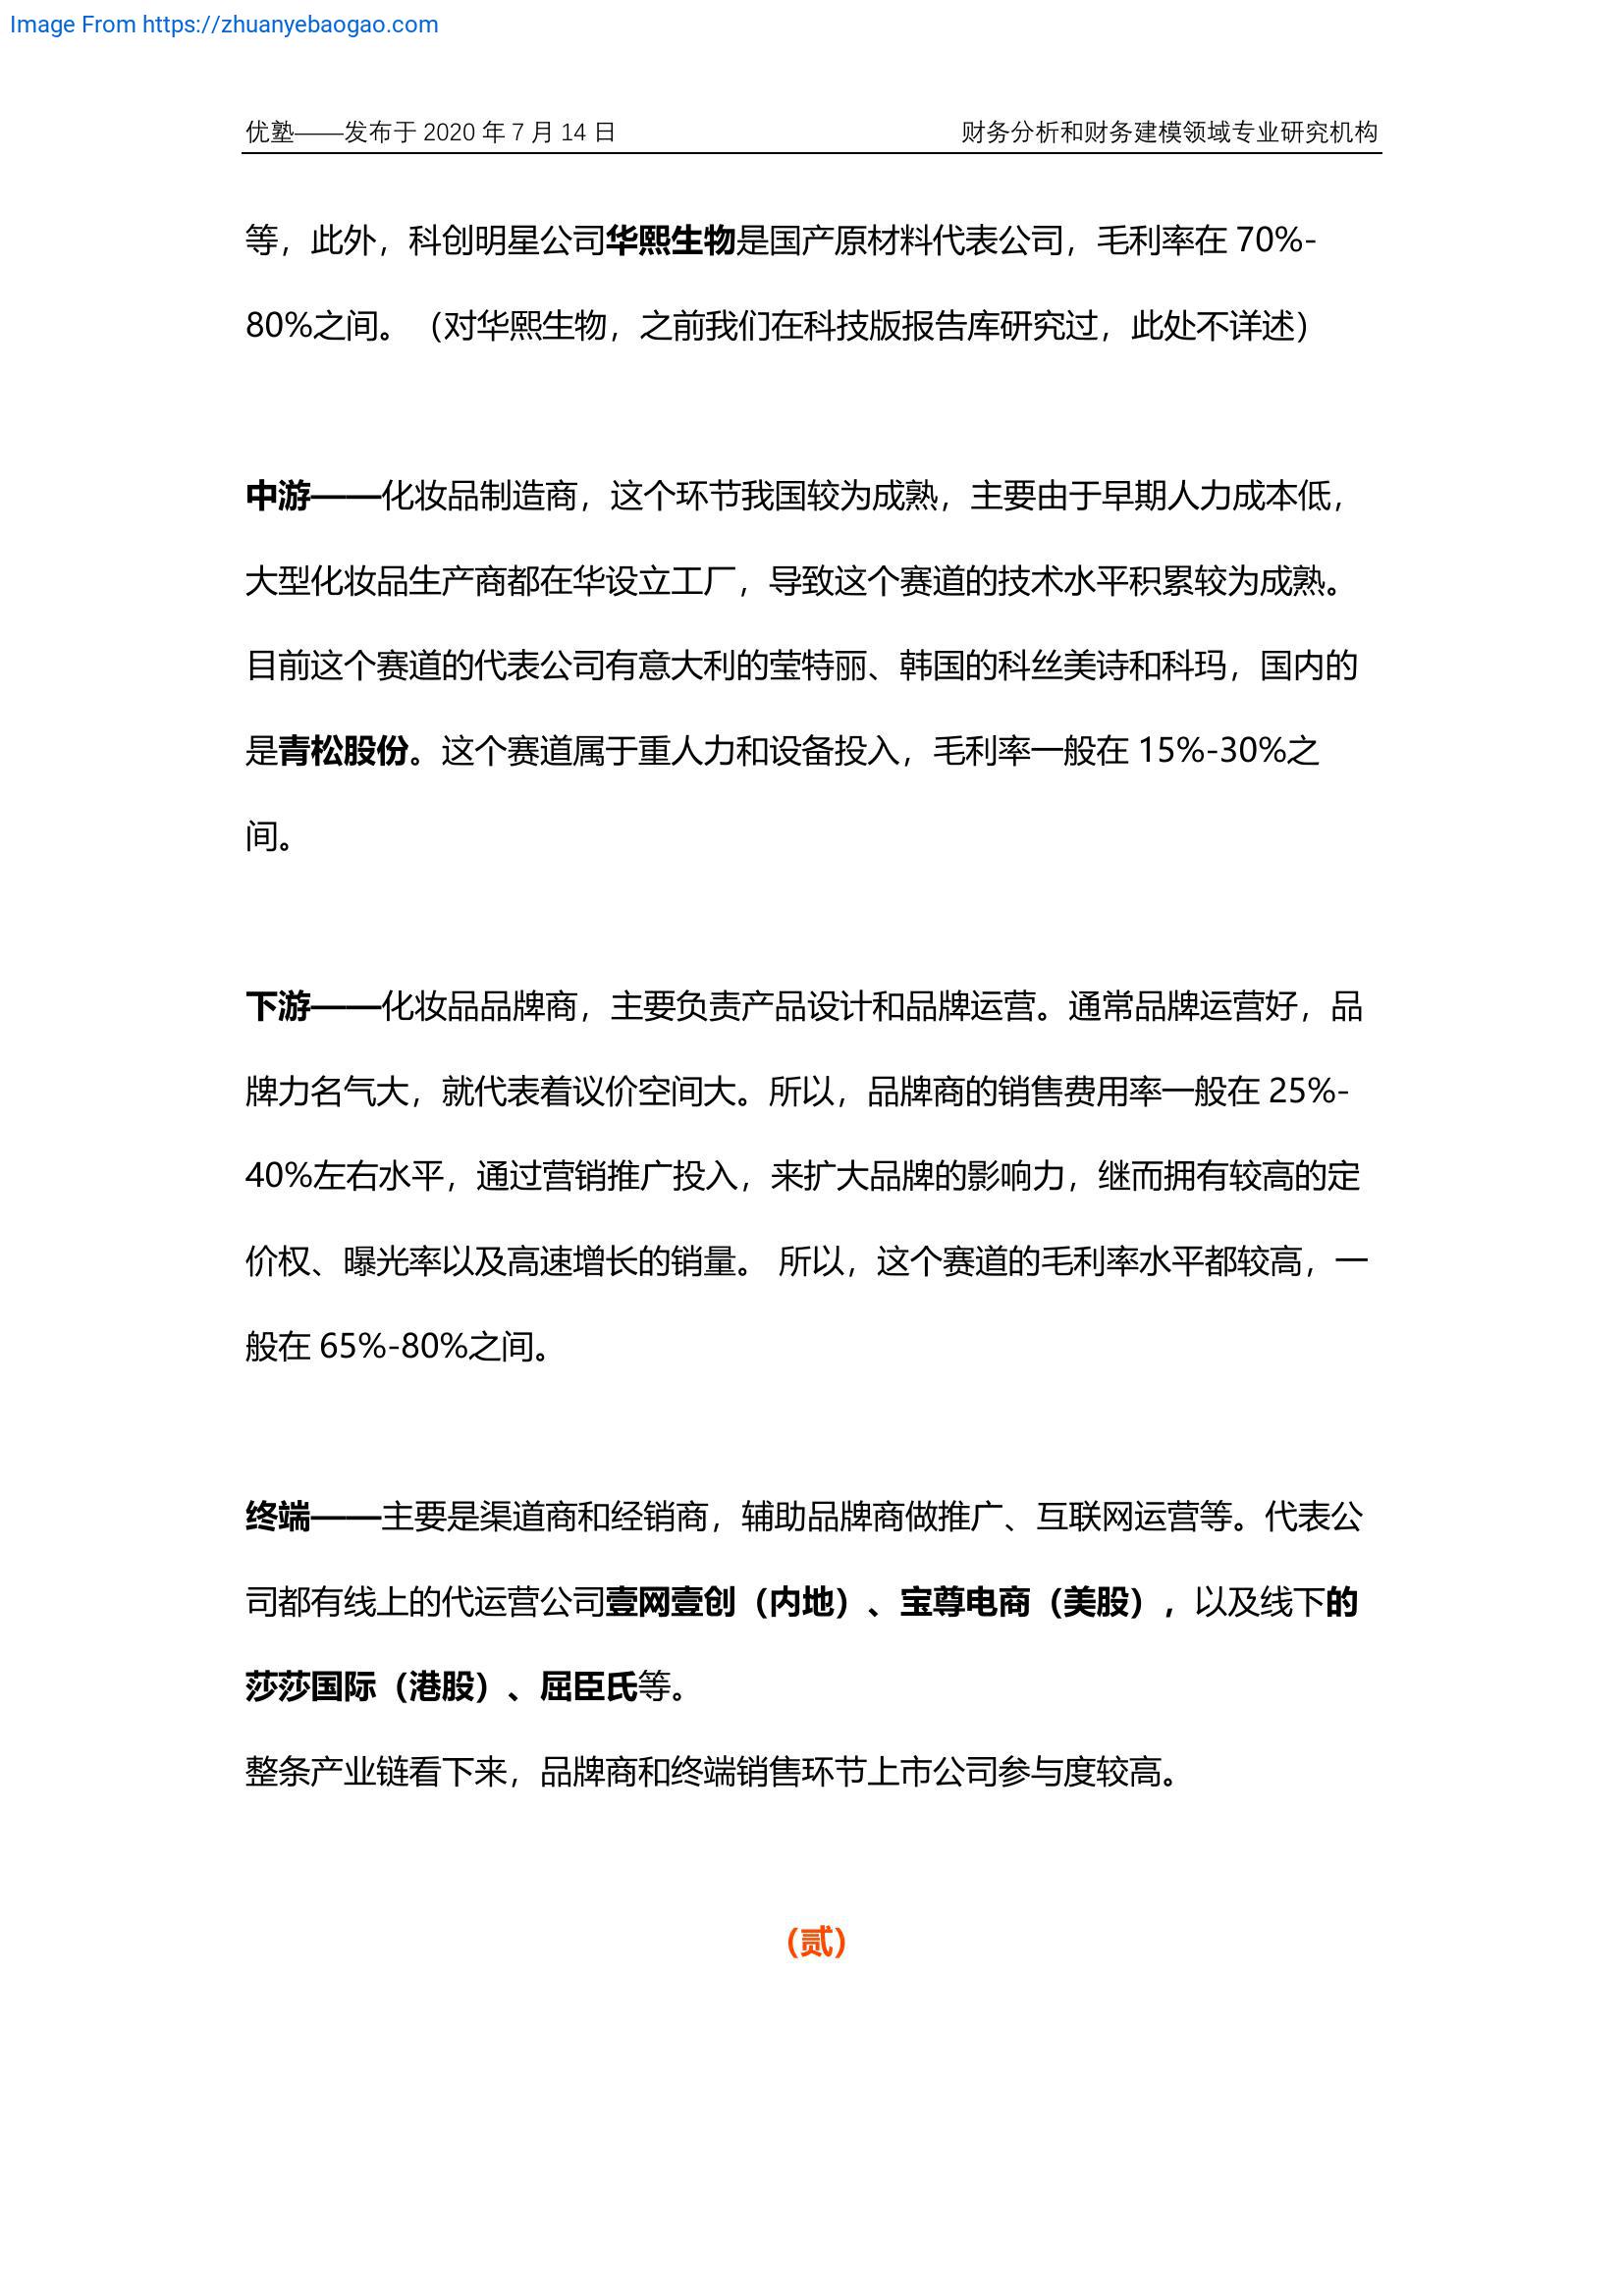 Image From https://zhuanyebaogao.com
优塾——发布于 2020 年 7 月 14 日 财务分析和财务建模领域专业研究机构
等，此外，科创明星公司华熙生物是国产原材料代表公司，毛利率在 70%-
80%之间。（对华熙生物，之前我们在科技版报告库研究过，此处不详述）
中游——化妆品制造商，这个环节我国较为成熟，主要由于早期人力成本低，
大型化妆品生产商都在华设立工厂，导致这个赛道的技术水平积累较为成熟。
目前这个赛道的代表公司有意大利的莹特丽、韩国的科丝美诗和科玛，国内的
是青松股份。这个赛道属于重人力和设备投入，毛利率一般在 15%-30%之
间。
下游——化妆品品牌商，主要负责产品设计和品牌运营。通常品牌运营好，品
牌力名气大，就代表着议价空间大。所以，品牌商的销售费用率一般在 25%-
40%左右水平，通过营销推广投入，来扩大品牌的影响力，继而拥有较高的定
价权、曝光率以及高速增长的销量。 所以，这个赛道的毛利率水平都较高，一
般在 65%-80%之间。
终端——主要是渠道商和经销商，辅助品牌商做推广、互联网运营等。代表公
司都有线上的代运营公司壹网壹创（内地）、宝尊电商（美股），以及线下的
莎莎国际（港股）、屈臣氏等。
整条产业链看下来，品牌商和终端销售环节上市公司参与度较高。
（贰）